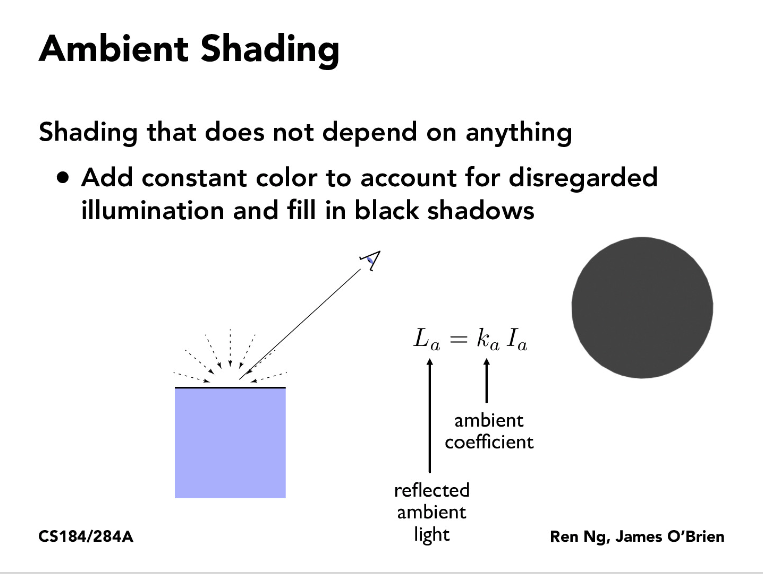 Ambient Shading
Shading that does not depend on anything
• Add constant color to account for disregarded
illumination and fill in black shadows
L_a = k_a I_a
ambient
coefficient
reflected
ambient
light
CS184/284A
Ren Ng, James O'Brien